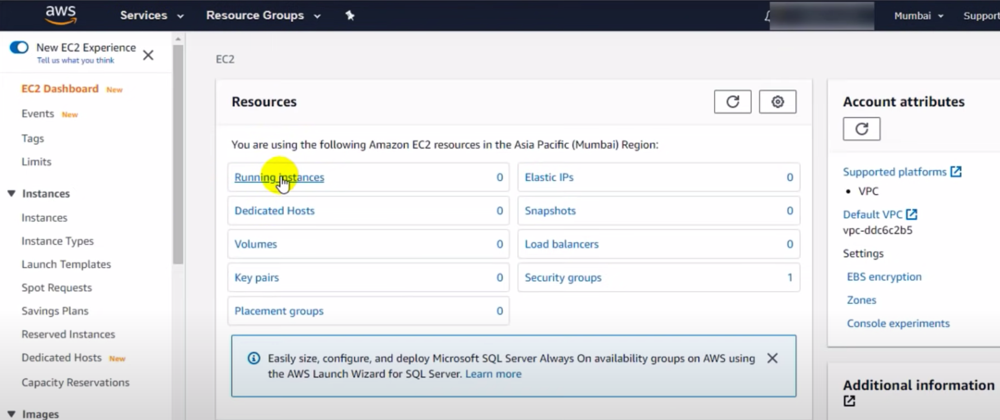 aws
Services
Resource Groups
Mumbai
Support
New EC2 Experience
Tell us what you think
EC2 Dashboard New
Events New
Tags
Limits
Instances
Instances
Instance Types
Launch Templates
Spot Requests
Savings Plans
Reserved Instances
Dedicated Hosts New
Capacity Reservations
Images
EC2
Resources
You are using the following Amazon EC2 resources in the Asia Pacific (Mumbai) Region:
Running instances 0
Elastic IPs 0
Dedicated Hosts 0
Snapshots 0
Volumes 0
Load balancers 0
Key pairs 0
Security groups 1
Placement groups 0
Easily size, configure, and deploy Microsoft SQL Server Always On availability groups on AWS using
the AWS Launch Wizard for SQL Server. Learn more
Account attributes
Supported platforms
• VPC
Default VPC
vpc-ddc6c2b5
Settings
EBS encryption
Zones
Console experiments
Additional information